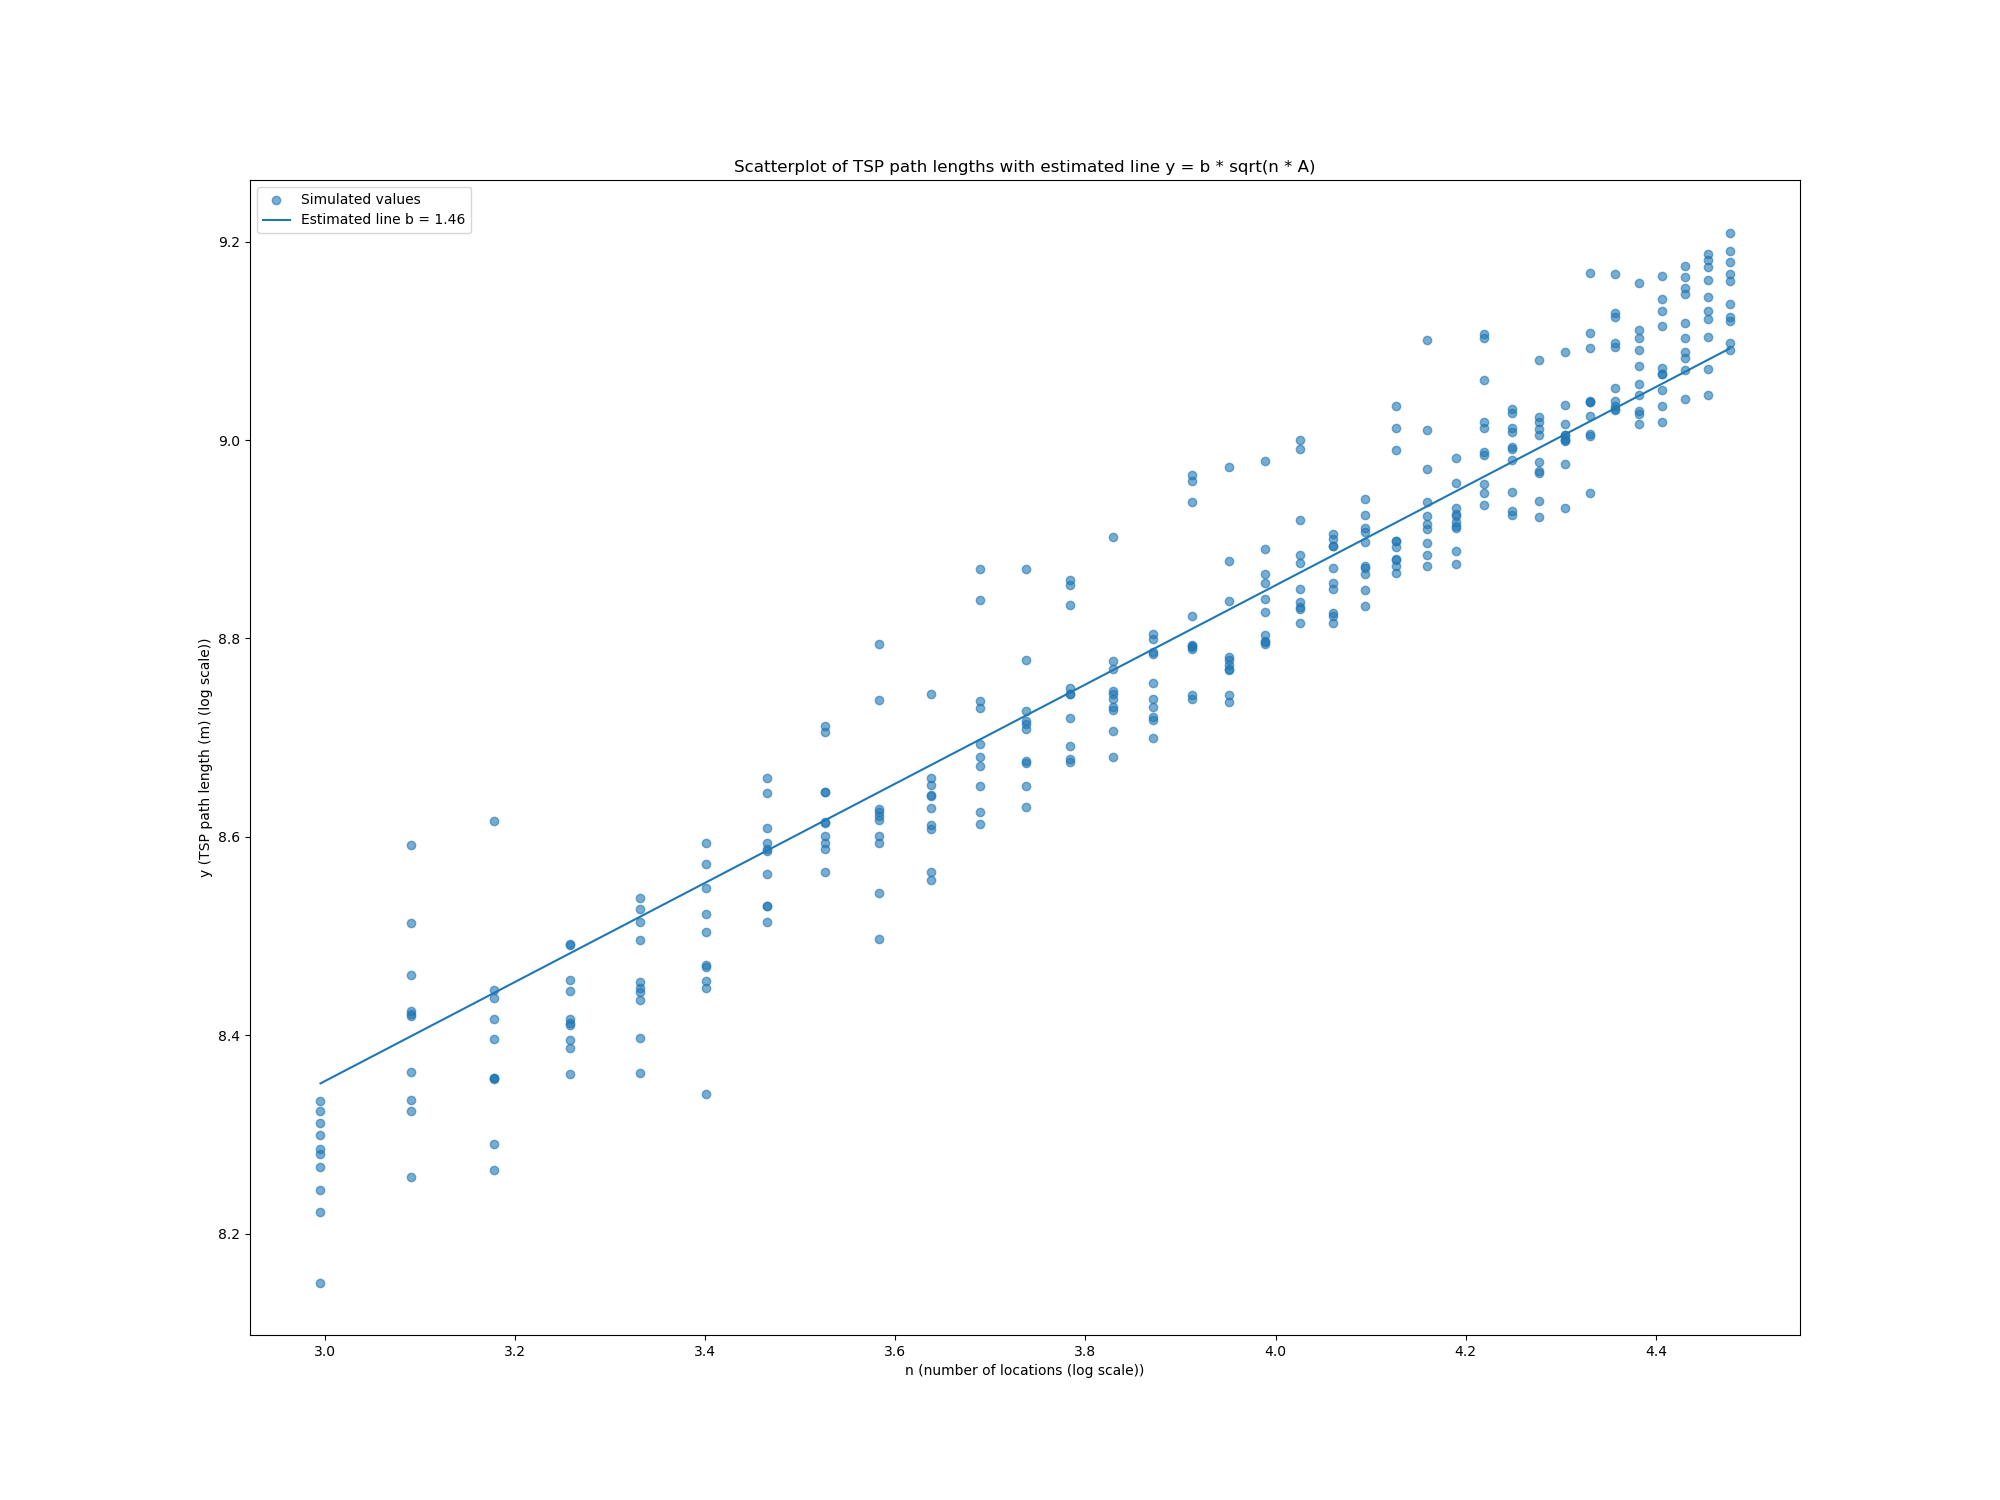 Scatterplot of TSP path lengths with estimated line y = b * sqrt(n * A)
Simulated values
Estimated line b = 1.46
y (TSP path length (m) (log scale))
9.2
9.0
8.8
8.6
8.4
8.2
3.0 3.2 3.4 3.6 3.8 4.0 4.2 4.4
n (number of locations (log scale))